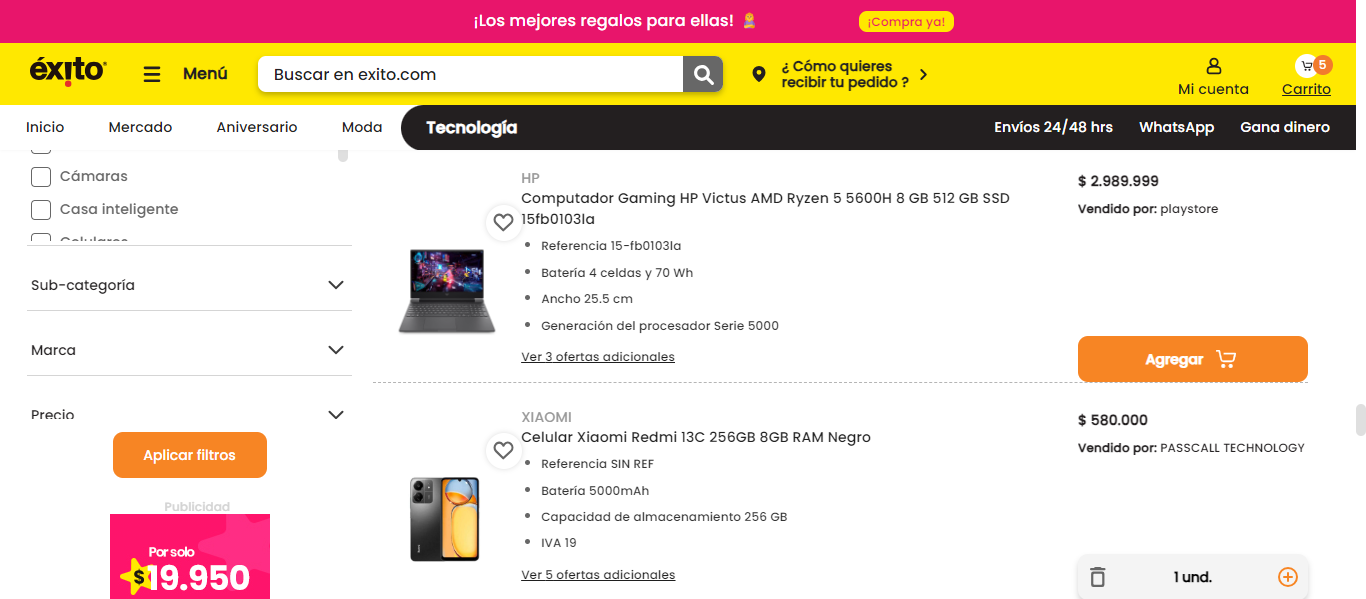 ¡Los mejores regalos para ellas!
¡Compra ya!
éxito
Menú
Buscar en exito.com
¿ Cómo quieres
recibir tu pedido ?
Mi cuenta
5
Carrito
Inicio
Mercado
Aniversario
Moda
Tecnología
Envíos 24/48 hrs
WhatsApp
Gana dinero
Cámaras
Casa inteligente
Celulares
Sub-categoría
Marca
Precio
Aplicar filtros
Publicidad
Por solo
$19.950
HP
Computador Gaming HP Victus AMD Ryzen 5 5600H 8 GB 512 GB SSD
15fb0103la
Referencia 15-fb0103la
Batería 4 celdas y 70 Wh
Ancho 25.5 cm
Generación del procesador Serie 5000
Ver 3 ofertas adicionales
$ 2.989.999
Vendido por: playstore
Agregar
XIAOMI
Celular Xiaomi Redmi 13C 256GB 8GB RAM Negro
Referencia SIN REF
Batería 5000mAh
Capacidad de almacenamiento 256 GB
IVA 19
Ver 5 ofertas adicionales
$ 580.000
Vendido por: PASSCALL TECHNOLOGY
1 und.